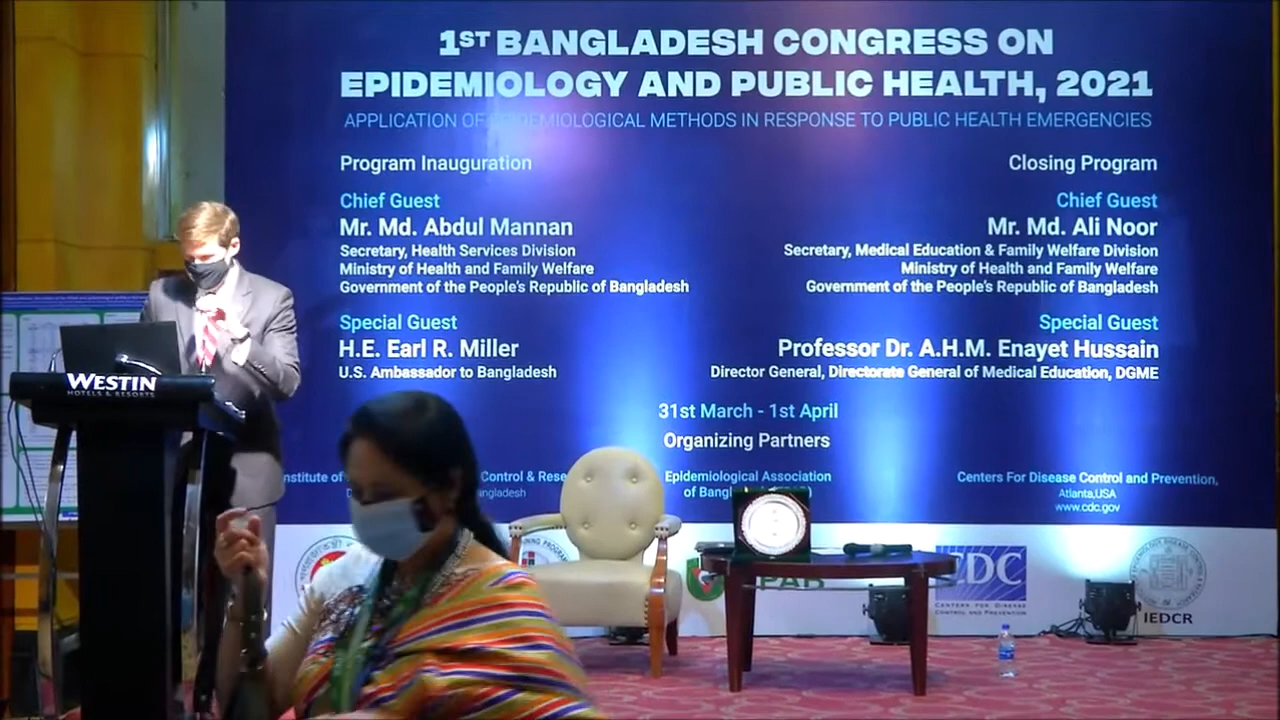 1ST BANGLADESH CONGRESS ON
EPIDEMIOLOGY AND PUBLIC HEALTH, 2021
APPLICATION OF EPIDEMIOLOGICAL METHODS IN RESPONSE TO PUBLIC HEALTH EMERGENCIES
Program Inauguration
Chief Guest
Mr. Md. Abdul Mannan
Secretary, Health Services Division
Ministry of Health and Family Welfare
Government of the People's Republic of Bangladesh
Special Guest
H.E. Earl R. Miller
U.S. Ambassador to Bangladesh
Closing Program
Chief Guest
Mr. Md. Ali Noor
Secretary, Medical Education & Family Welfare Division
Ministry of Health and Family Welfare
Government of the People's Republic of Bangladesh
Special Guest
Professor Dr. A.H.M. Enayet Hussain
Director General, Directorate General of Medical Education, DGME
31st March - 1st April
Organizing Partners
nstitute of Control & Rese
angladesh
Epidemiological Association
of Bangl
Centers For Disease Control and Prevention,
Atlanta,USA
www.cdc.gov
WESTIN
HOTELS & RESORTS
CDC
CENTERS FOR DISEASE
CONTROL AND PREVENTION
IEDCR